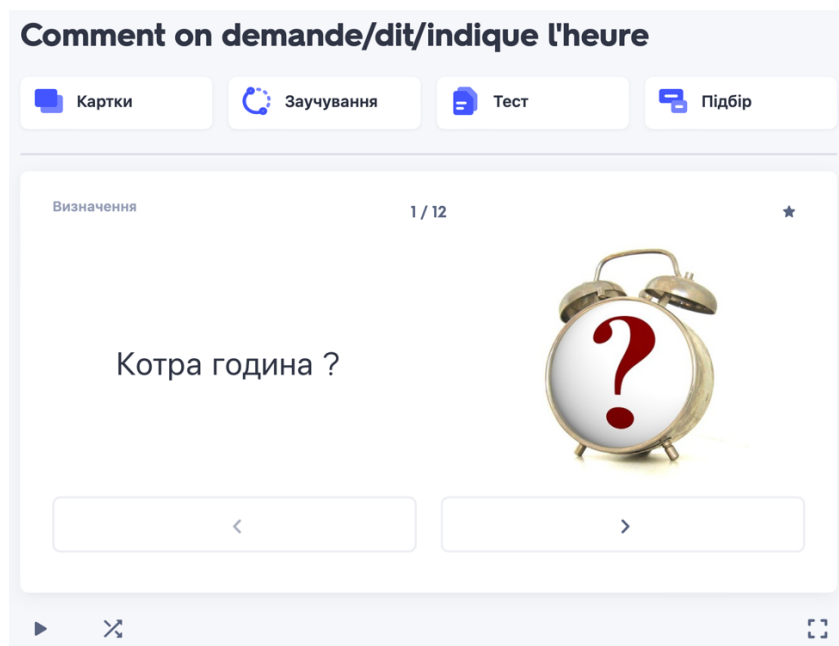 Comment on demande/dit/indique l'heure
Картки
Заучування
Тест
Підбір
Визначення
1 / 12
Котра година ?
?